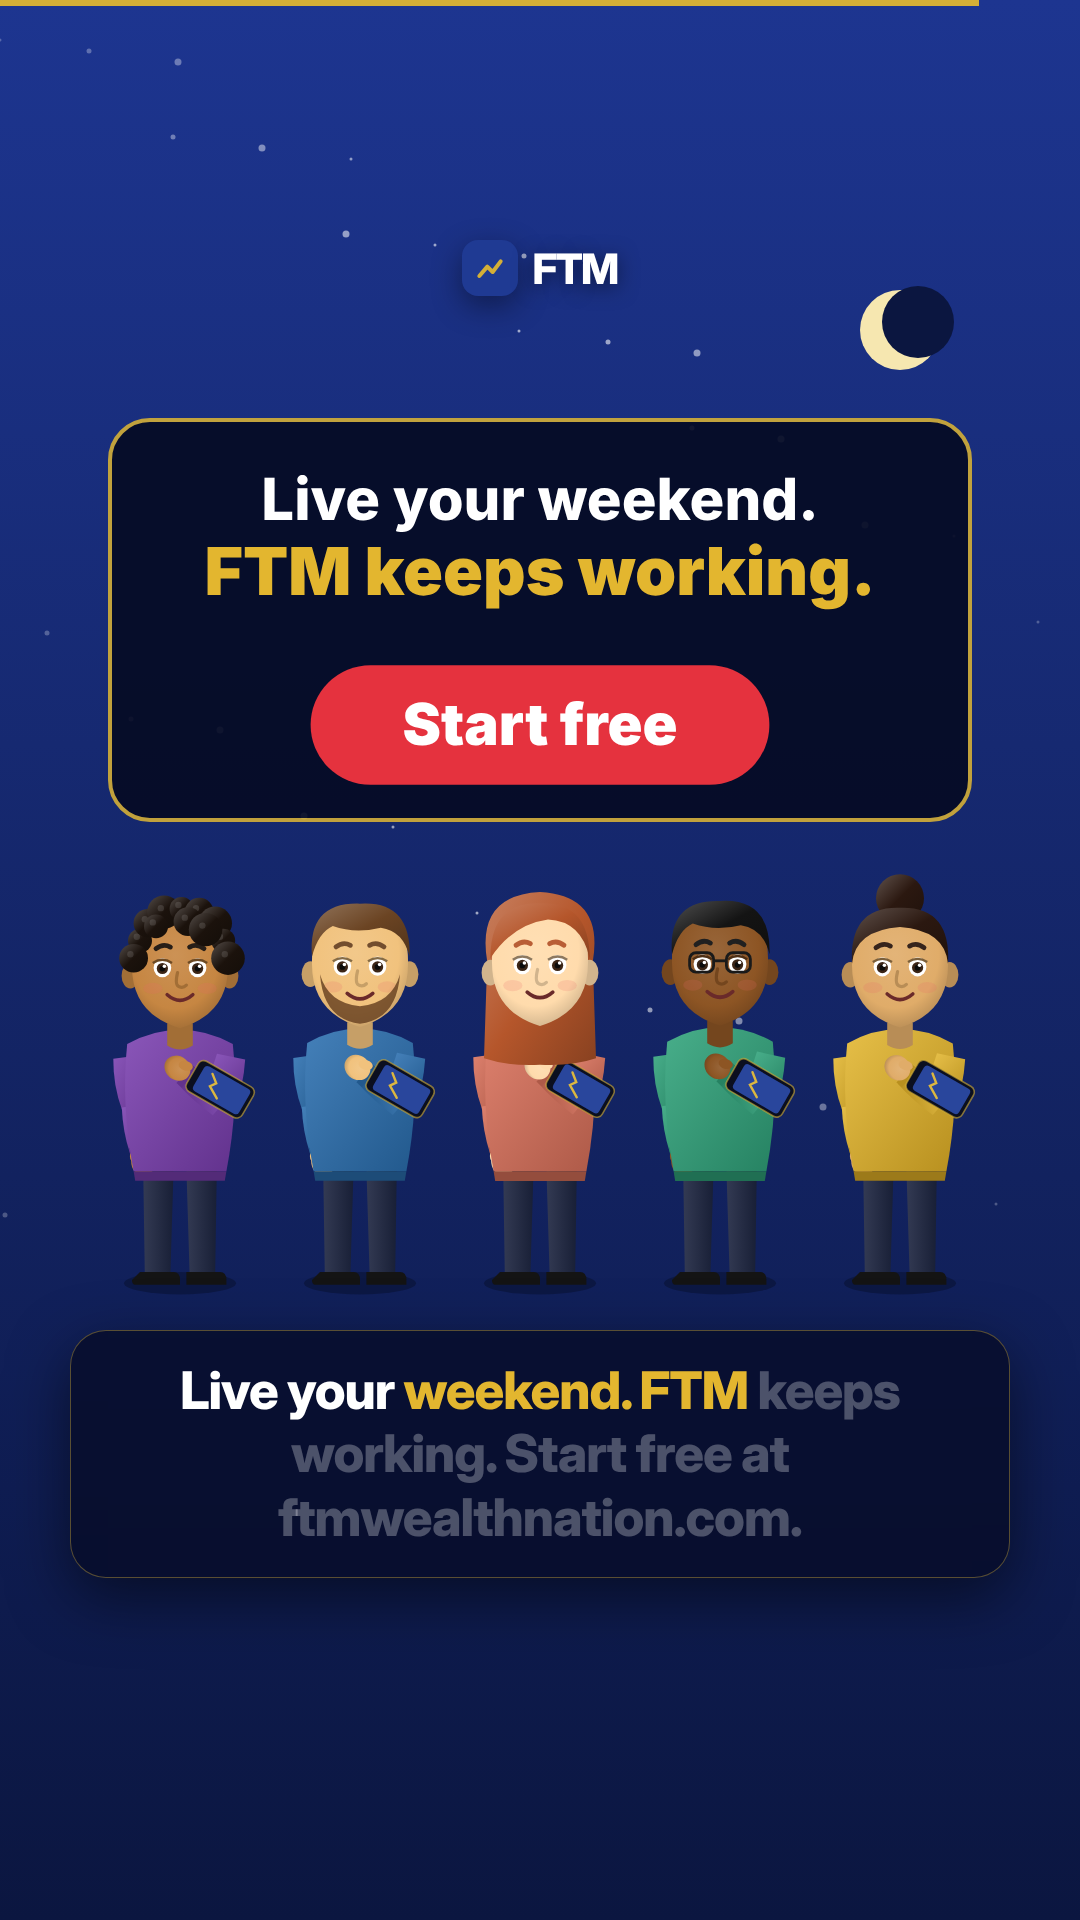 FTM
Live your weekend.
FTM keeps working.
Start free
Live your weekend. FTM keeps
working. Start free at
ftmwealthnation.com.